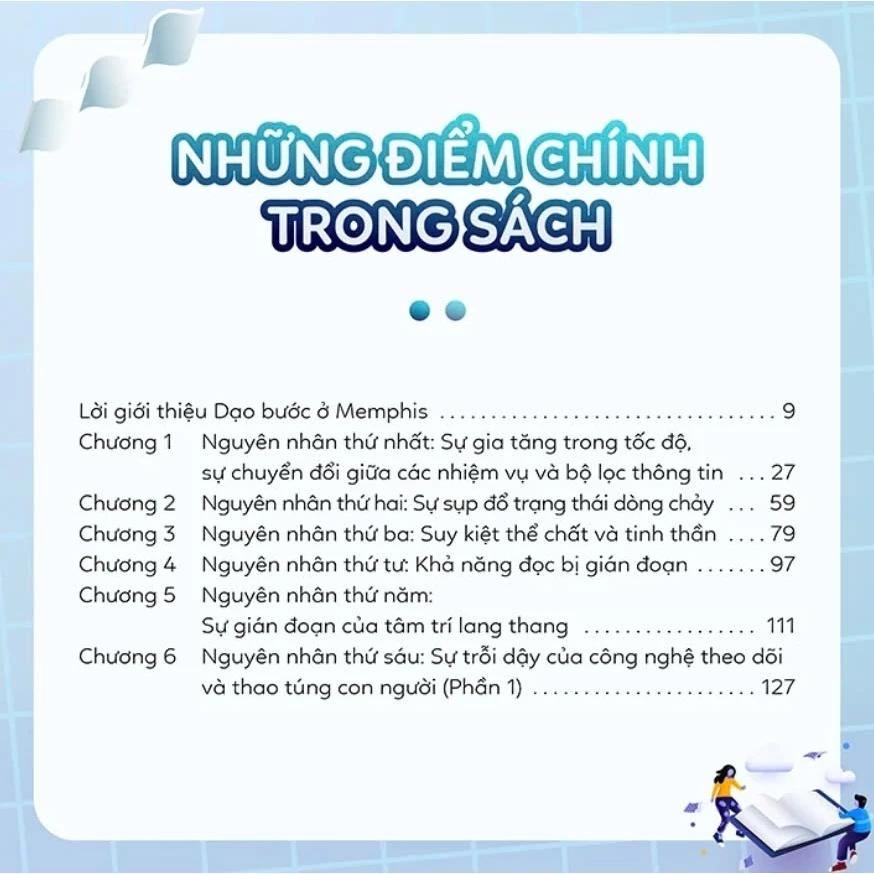 NHỮNG ĐIỂM CHÍNH
TRONG SÁCH
Lời giới thiệu Dạo bước ở Memphis ................................. 9
Chương 1 Nguyên nhân thứ nhất: Sự gia tăng trong tốc độ,
sự chuyển đổi giữa các nhiệm vụ và bộ lọc thông tin ... 27
Chương 2 Nguyên nhân thứ hai: Sự sụp đổ trạng thái dòng chảy ... 59
Chương 3 Nguyên nhân thứ ba: Suy kiệt thể chất và tinh thần .... 79
Chương 4 Nguyên nhân thứ tư: Khả năng đọc bị gián đoạn ....... 97
Chương 5 Nguyên nhân thứ năm:
Sự gián đoạn của tâm trí lang thang ................. 111
Chương 6 Nguyên nhân thứ sáu: Sự trỗi dậy của công nghệ theo dõi
và thao túng con người (Phần 1) ...................... 127